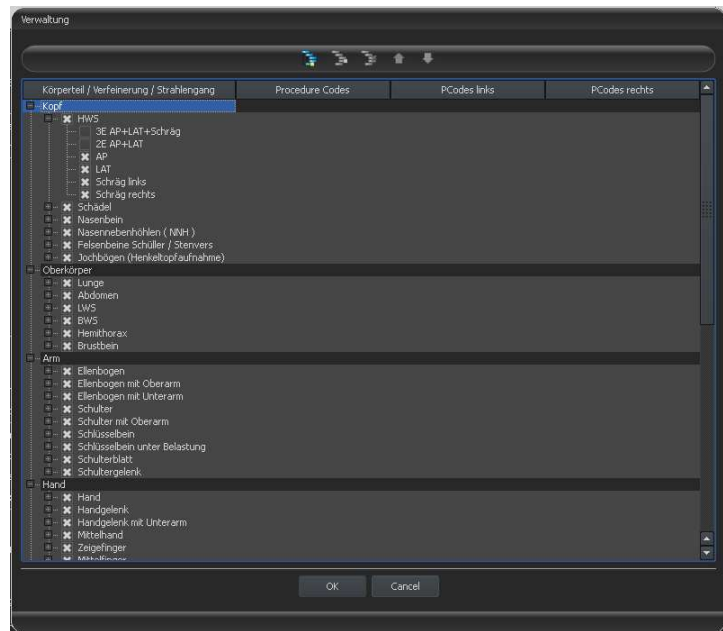 Verwaltung
Körperteil / Verfeinerung / Strahlengang Procedure Codes PCodes links PCodes rechts
Kopf
HWS
3E AP+LAT+Schräg
2E AP+LAT
AP
LAT
Schräg links
Schräg rechts
Schädel
Nasenbein
Nasennebenhöhlen ( NNH )
Felsenbeine Schüller / Stenvers
Jochbögen (Henkeltopfaufnahme)
Oberkörper
Lunge
Abdomen
LWS
BWS
Hemithorax
Brustbein
Arm
Ellenbogen
Ellenbogen mit Oberarm
Ellenbogen mit Unterarm
Schulter
Schulter mit Oberarm
Schlüsselbein
Schlüsselbein unter Belastung
Schulterblatt
Schultergelenk
Hand
Hand
Handgelenk
Handgelenk mit Unterarm
Mittelhand
Zeigefinger
Mittelfinger
OK Cancel